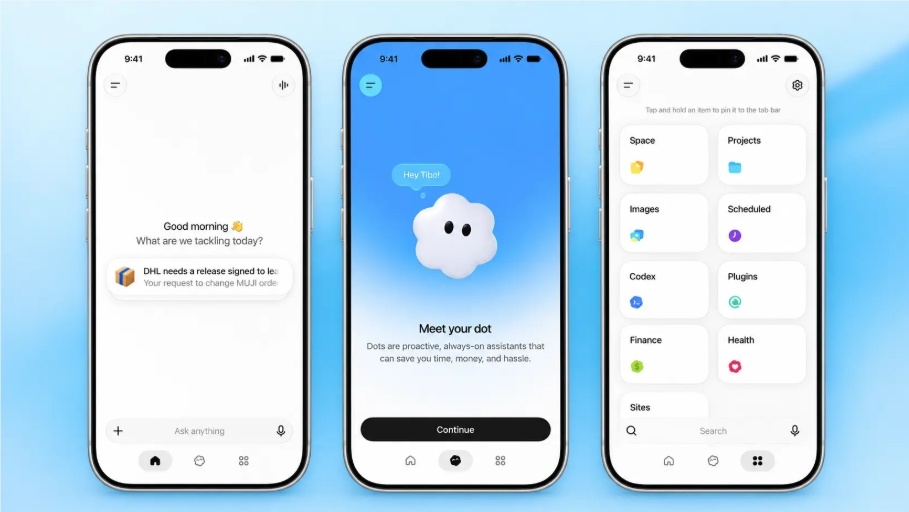 9:41
Good morning 👋
What are we tackling today?
DHL needs a release signed to lea
Your request to change MUJI orde
Ask anything
9:41
Hey Tibo!
Meet your dot
Dots are proactive, always-on assistants that
can save you time, money, and hassle.
Continue
9:41
Tap and hold an item to pin it to the tab bar
Space
Projects
Images
Scheduled
Codex
Plugins
Finance
Health
Sites
Search